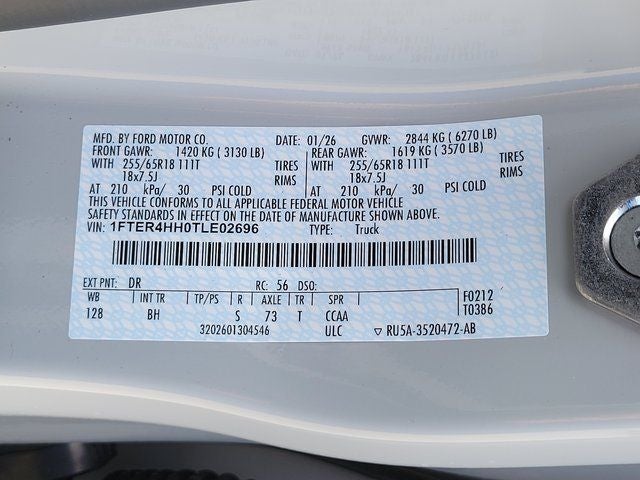 MFD. BY FORD MOTOR CO. DATE: 01/26 GVWR: 2844 KG ( 6270 LB)
FRONT GAWR: 1420 KG ( 3130 LB) REAR GAWR: 1619 KG ( 3570 LB)
WITH 255/65R18 111T TIRES WITH 255/65R18 111T TIRES
18x7.5J RIMS 18x7.5J RIMS
AT 210 kPa/ 30 PSI COLD AT 210 kPa/ 30 PSI COLD
THIS VEHICLE CONFORMS TO ALL APPLICABLE FEDERAL MOTOR VEHICLE
SAFETY STANDARDS IN EFFECT ON THE DATE OF MANUFACTURE SHOWN ABOVE.
VIN: 1FTER4HH0TLE02696 TYPE: Truck
EXT PNT: DR RC: 56 DSO:
WB INT TR TP/PS R AXLE TR SPR F0212
128 BH S 73 T CCAA T0386
3202601304546 ULC ▽ RU5A-3520472-AB